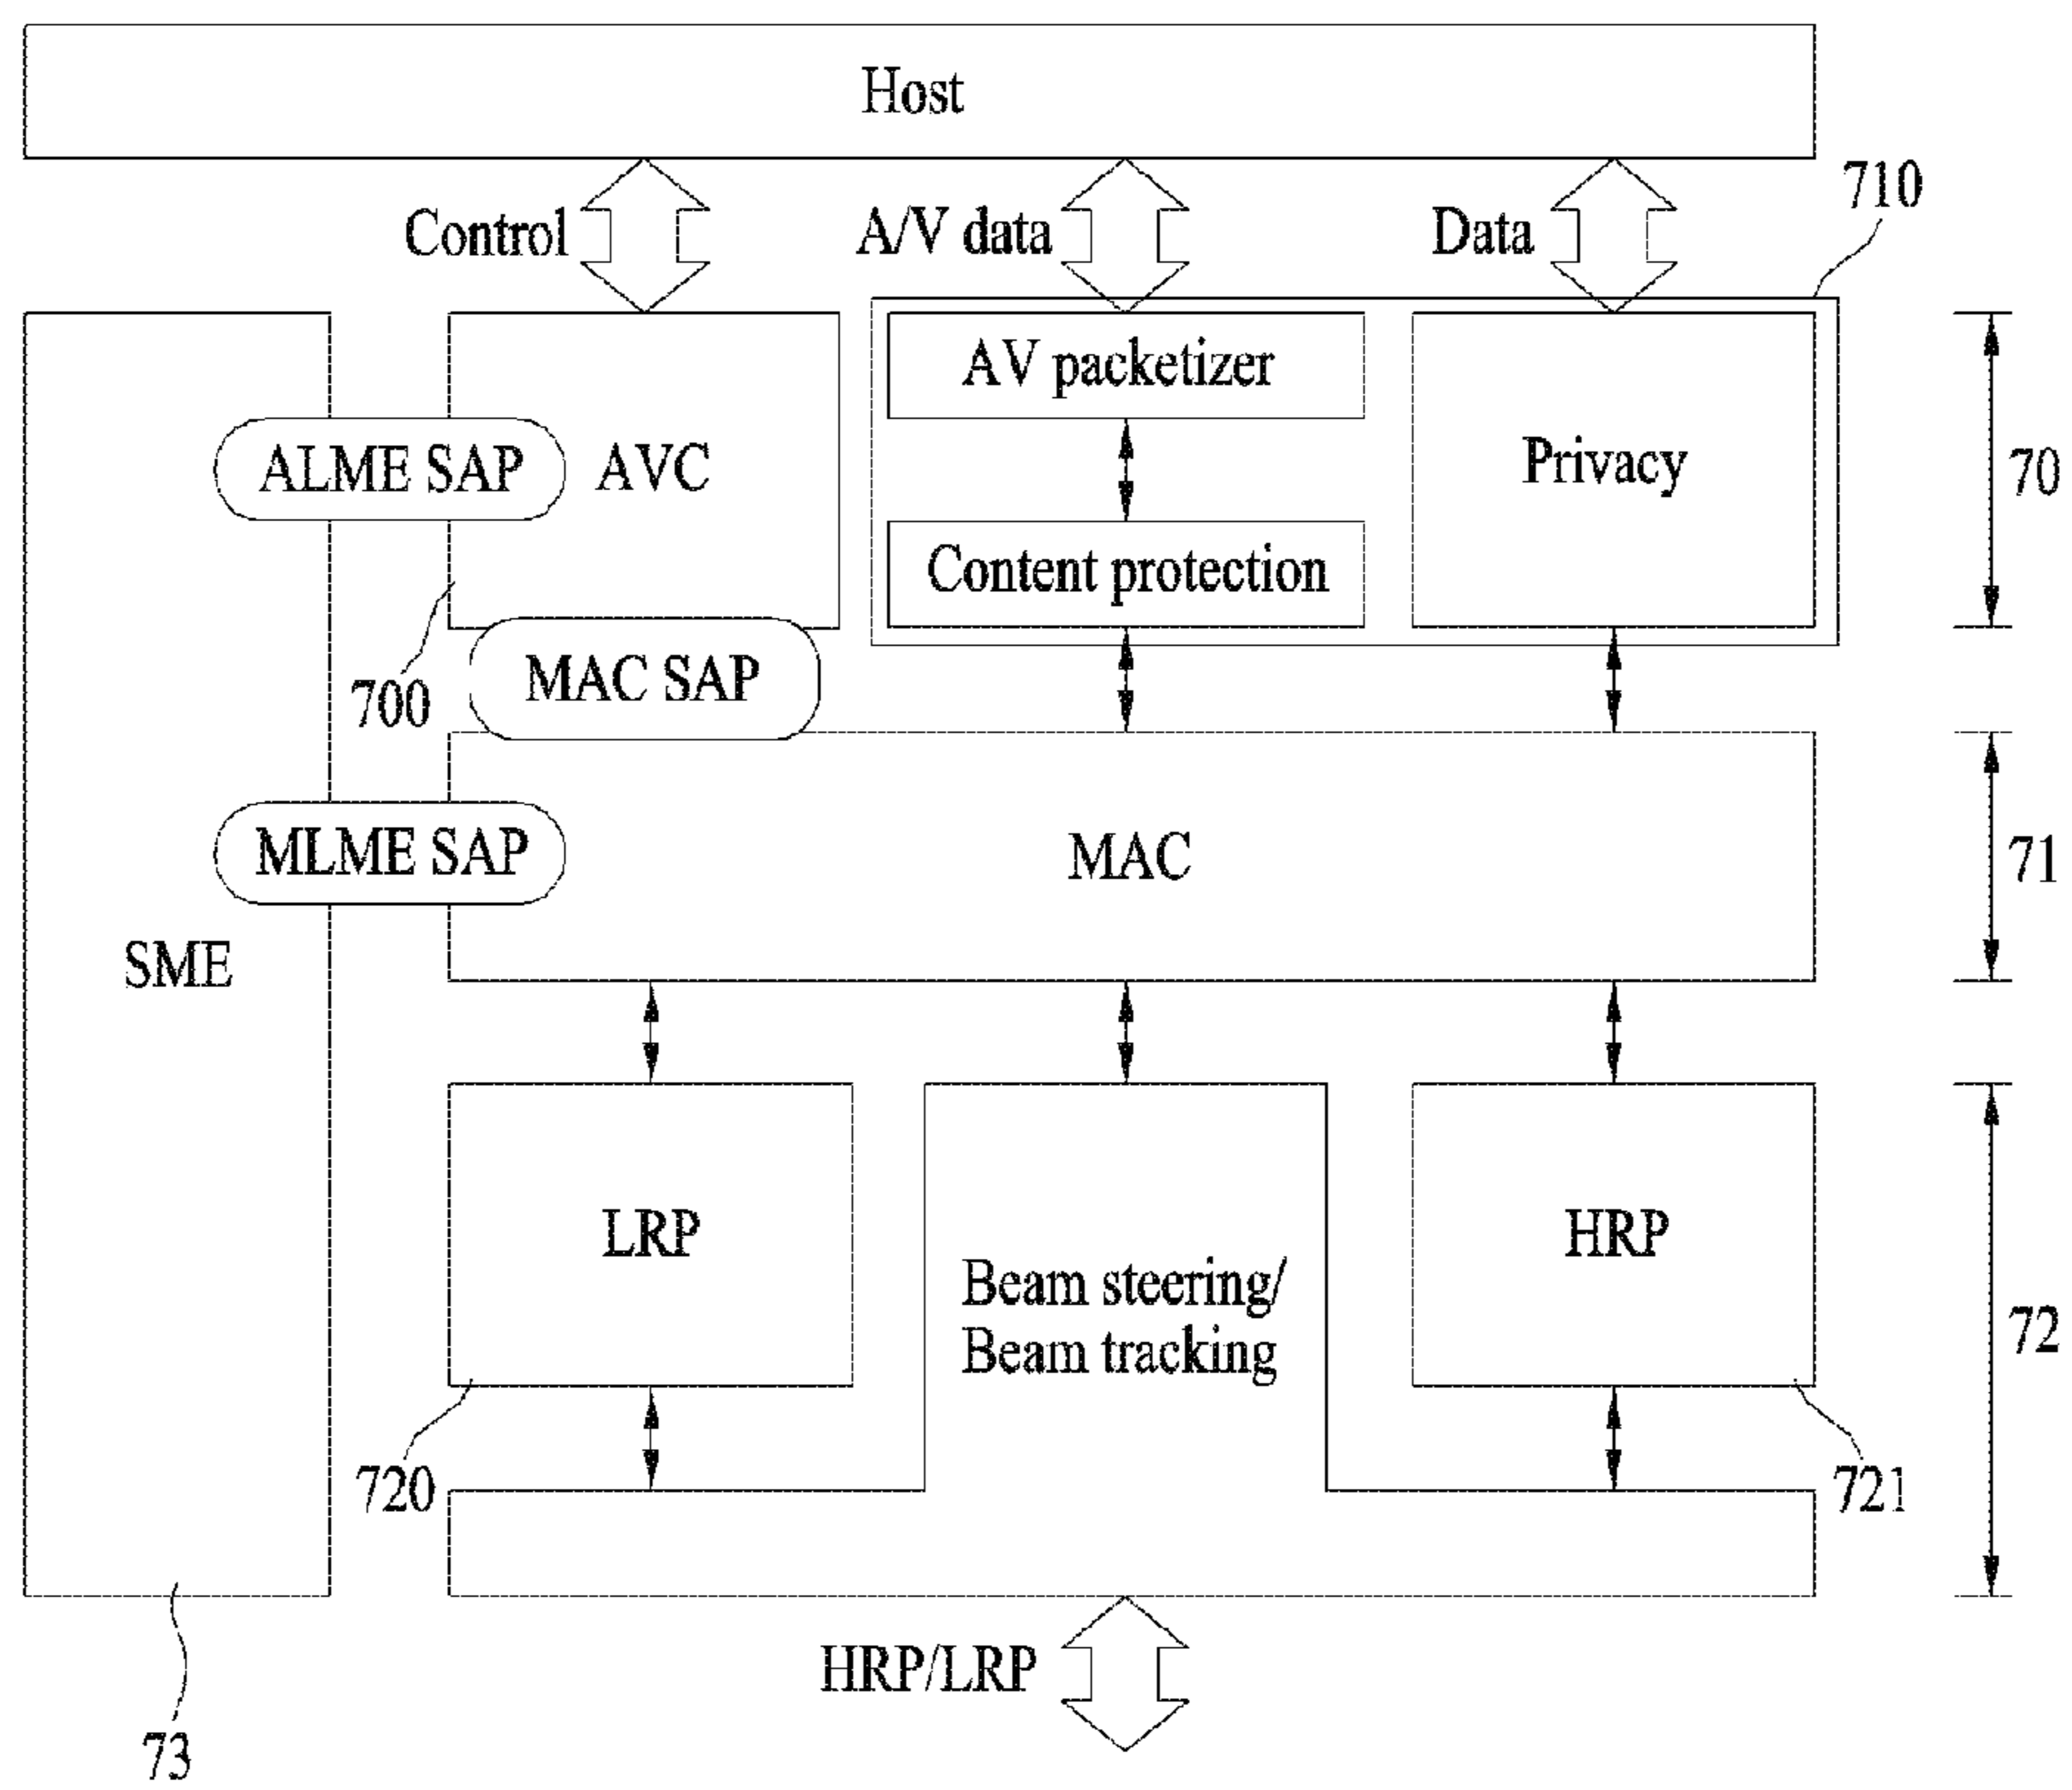 Host
710
Control
A/V data
Data
AV packetizer
ALME SAP
AVC
Privacy
70
Content protection
700
MAC SAP
MLME SAP
MAC
71
SME
LRP
HRP
Beam steering/
Beam tracking
72
720
721
HRP/LRP
73